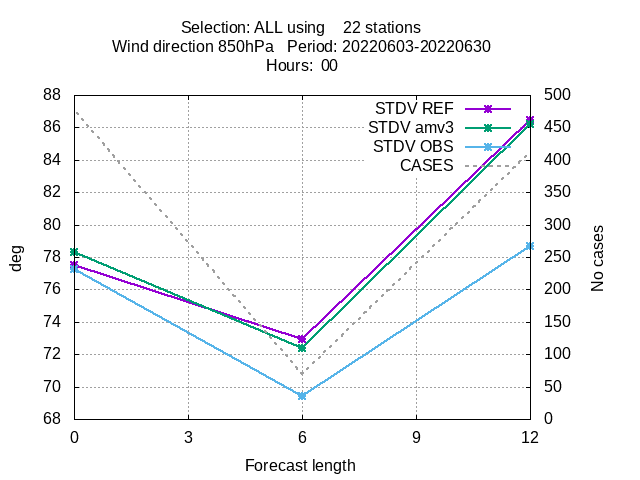 Selection: ALL using    22 stations
Wind direction 850hPa   Period: 20220603-20220630
Hours:  00
88
86
84
82
80
78
76
74
72
70
68
500
450
400
350
300
250
200
150
100
50
0
STDV REF
STDV amv3
STDV OBS
CASES
deg
No cases
0
3
6
9
12
Forecast length